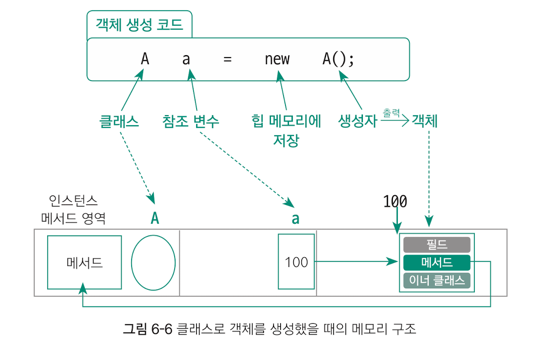 객체 생성 코드
A a = new A();
클래스
참조 변수
힙 메모리에
저장
생성자
출력
객체
인스턴스
메서드 영역
A
a
100
메서드
100
필드
메서드
이너 클래스
그림 6-6 클래스로 객체를 생성했을 때의 메모리 구조